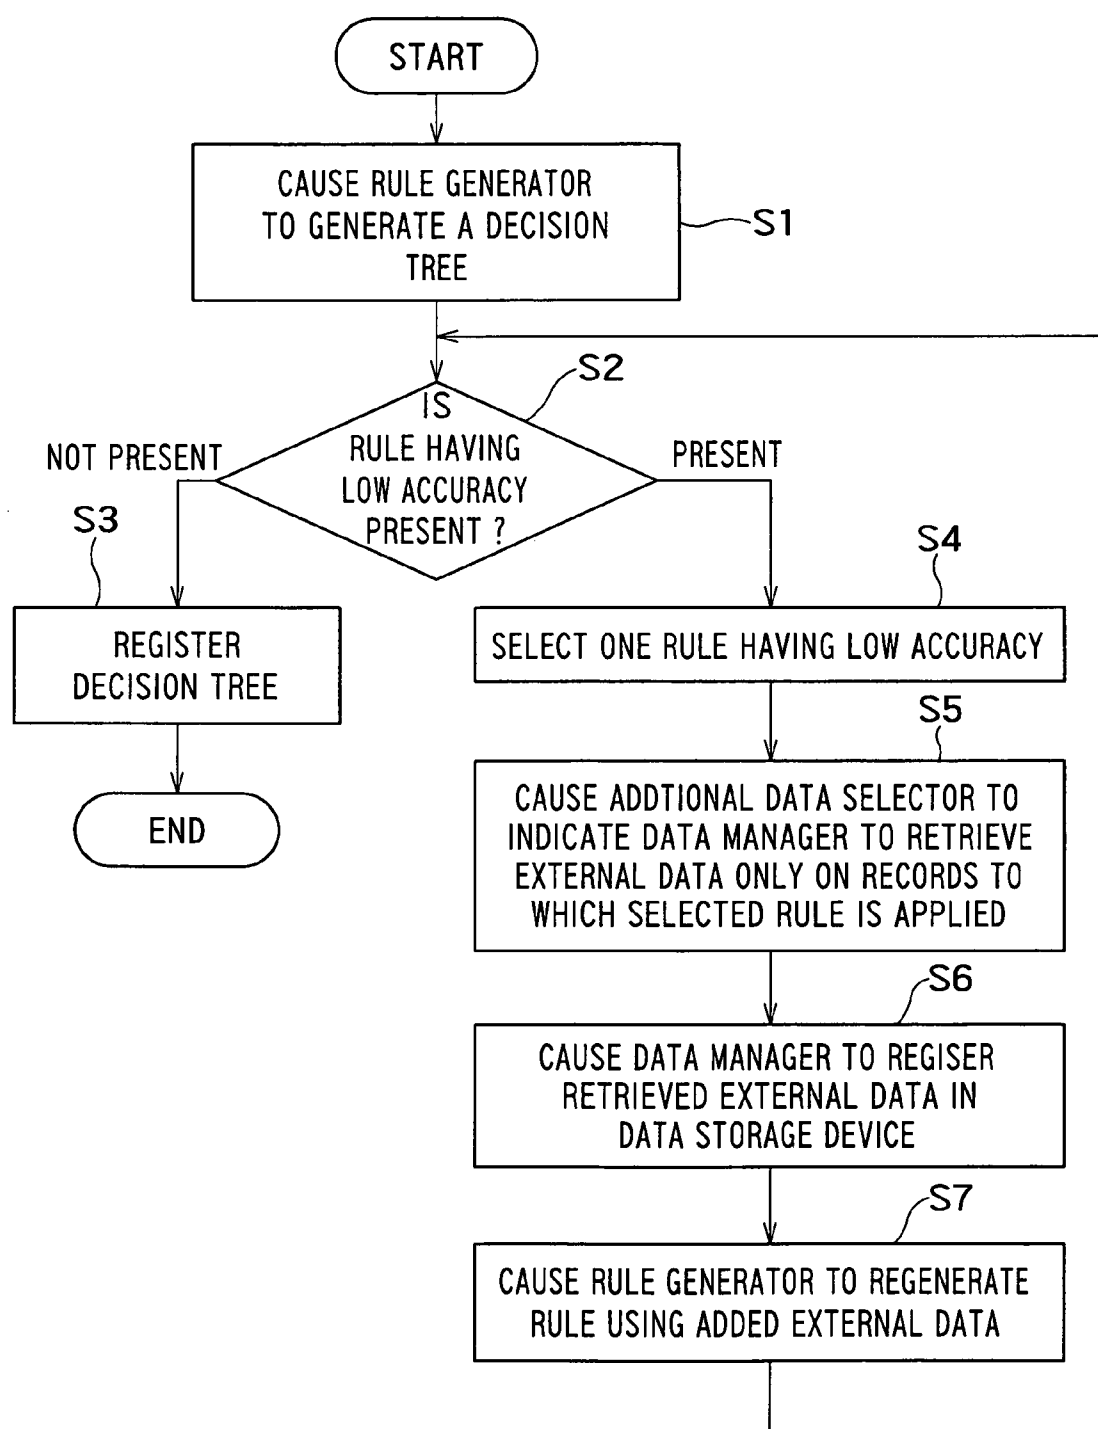 START
CAUSE RULE GENERATOR
TO GENERATE A DECISION
TREE
S1
S2
IS
RULE HAVING
LOW ACCURACY
PRESENT ?
NOT PRESENT
PRESENT
S3
REGISTER
DECISION TREE
END
S4
SELECT ONE RULE HAVING LOW ACCURACY
S5
CAUSE ADDTIONAL DATA SELECTOR TO
INDICATE DATA MANAGER TO RETRIEVE
EXTERNAL DATA ONLY ON RECORDS TO
WHICH SELECTED RULE IS APPLIED
S6
CAUSE DATA MANAGER TO REGISER
RETRIEVED EXTERNAL DATA IN
DATA STORAGE DEVICE
S7
CAUSE RULE GENERATOR TO REGENERATE
RULE USING ADDED EXTERNAL DATA